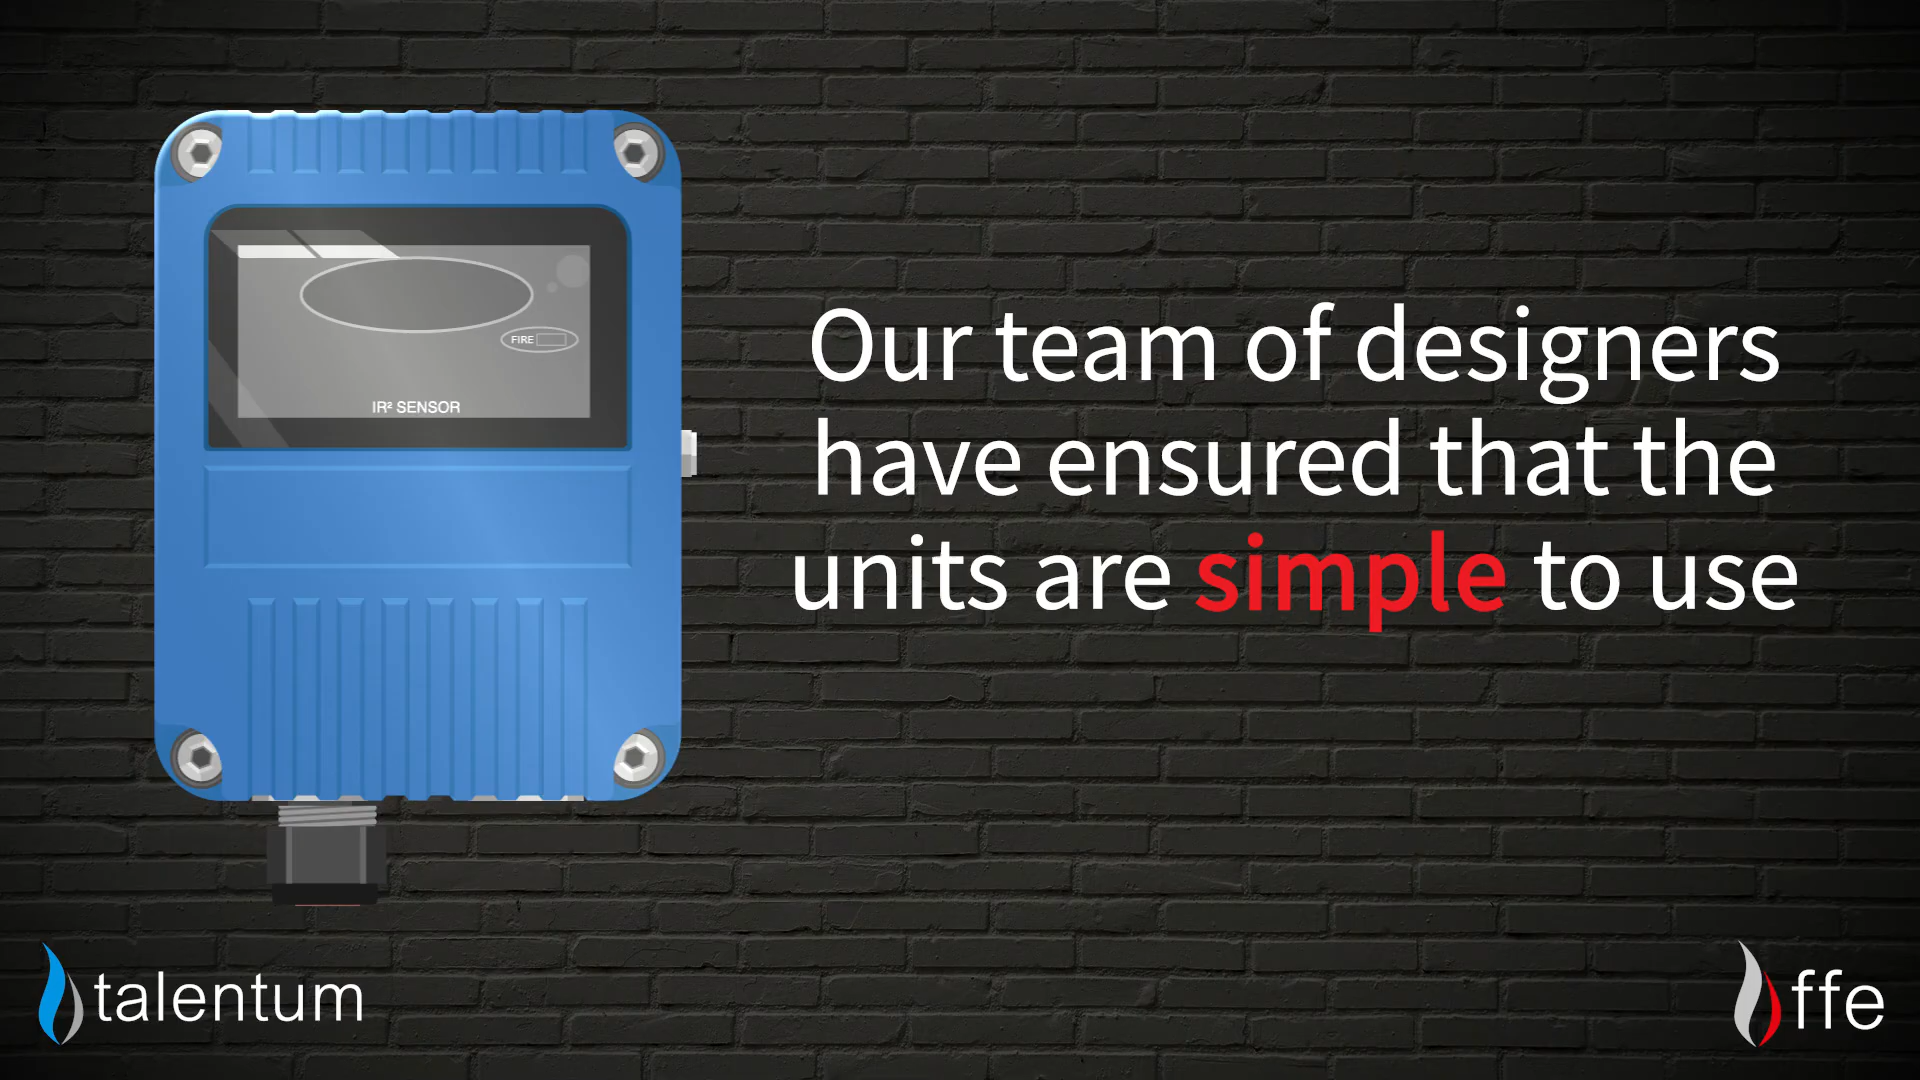 FIRE
IR² SENSOR
Our team of designers
have ensured that the
units are simple to use
talentum
ffe